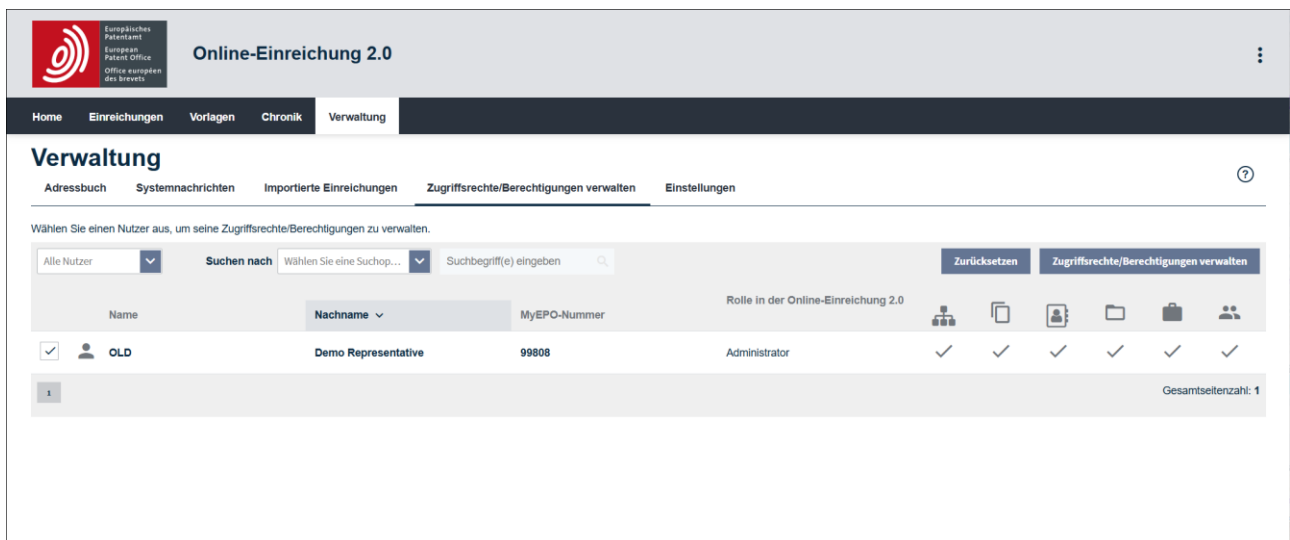 Europäisches
Patentamt
European
Patent Office
Office européen
des brevets
Online-Einreichung 2.0
Home Einreichungen Vorlagen Chronik Verwaltung
Verwaltung
Adressbuch Systemnachrichten Importierte Einreichungen Zugriffsrechte/Berechtigungen verwalten Einstellungen
?
Wählen Sie einen Nutzer aus, um seine Zugriffsrechte/Berechtigungen zu verwalten.
Alle Nutzer Suchen nach Wählen Sie eine Suchop... Suchbegriff(e) eingeben Zurücksetzen Zugriffsrechte/Berechtigungen verwalten
Name Nachname MyEPO-Nummer Rolle in der Online-Einreichung 2.0
OLD Demo Representative 99808 Administrator
1 Gesamtseitenzahl: 1